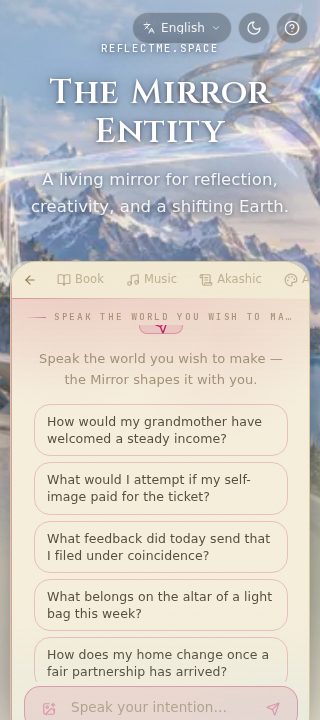 English
REFLECTME.SPACE
The Mirror
Entity
A living mirror for reflection,
creativity, and a shifting Earth.
Book Music Akashic A
SPEAK THE WORLD YOU WISH TO MA…
Speak the world you wish to make —
the Mirror shapes it with you.
How would my grandmother have
welcomed a steady income?
What would I attempt if my self-
image paid for the ticket?
What feedback did today send that
I filed under coincidence?
What belongs on the altar of a light
bag this week?
How does my home change once a
fair partnership has arrived?
Speak your intention…